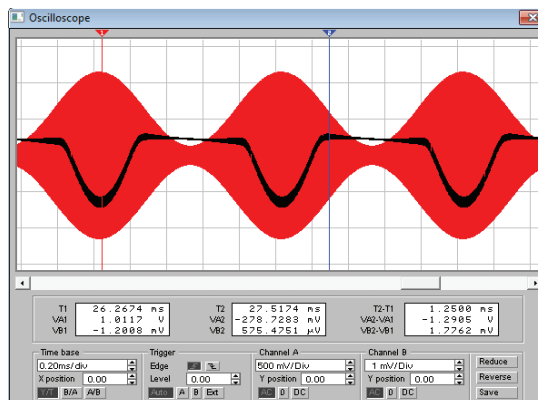 Oscilloscope
1
2
T1 26.2674 ms
VA1 1.0117 V
VB1 -1.2008 mV
T2 27.5174 ms
VA2 -278.7283 mV
VB2 575.4751 µV
T2-T1 1.2500 ms
VA2-VA1 -1.2905 V
VB2-VB1 1.7762 mV
Time base
0.20ms/div
X position 0.00
Y/T B/A A/B
Trigger
Edge
Level 0.00
Auto A B Ext
Channel A
500 mV/Div
Y position 0.00
AC 0 DC
Channel B
1 mV/Div
Y position 0.00
AC 0 DC
Reduce
Reverse
Save